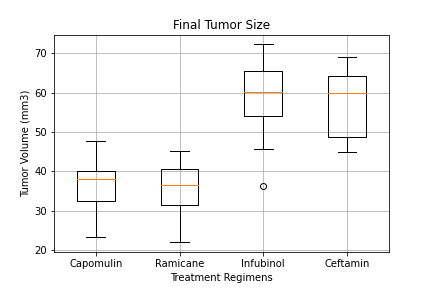 Final Tumor Size
Tumor Volume (mm3)
70
60
50
40
30
20
Capomulin
Ramicane
Infubinol
Ceftamin
Treatment Regimens